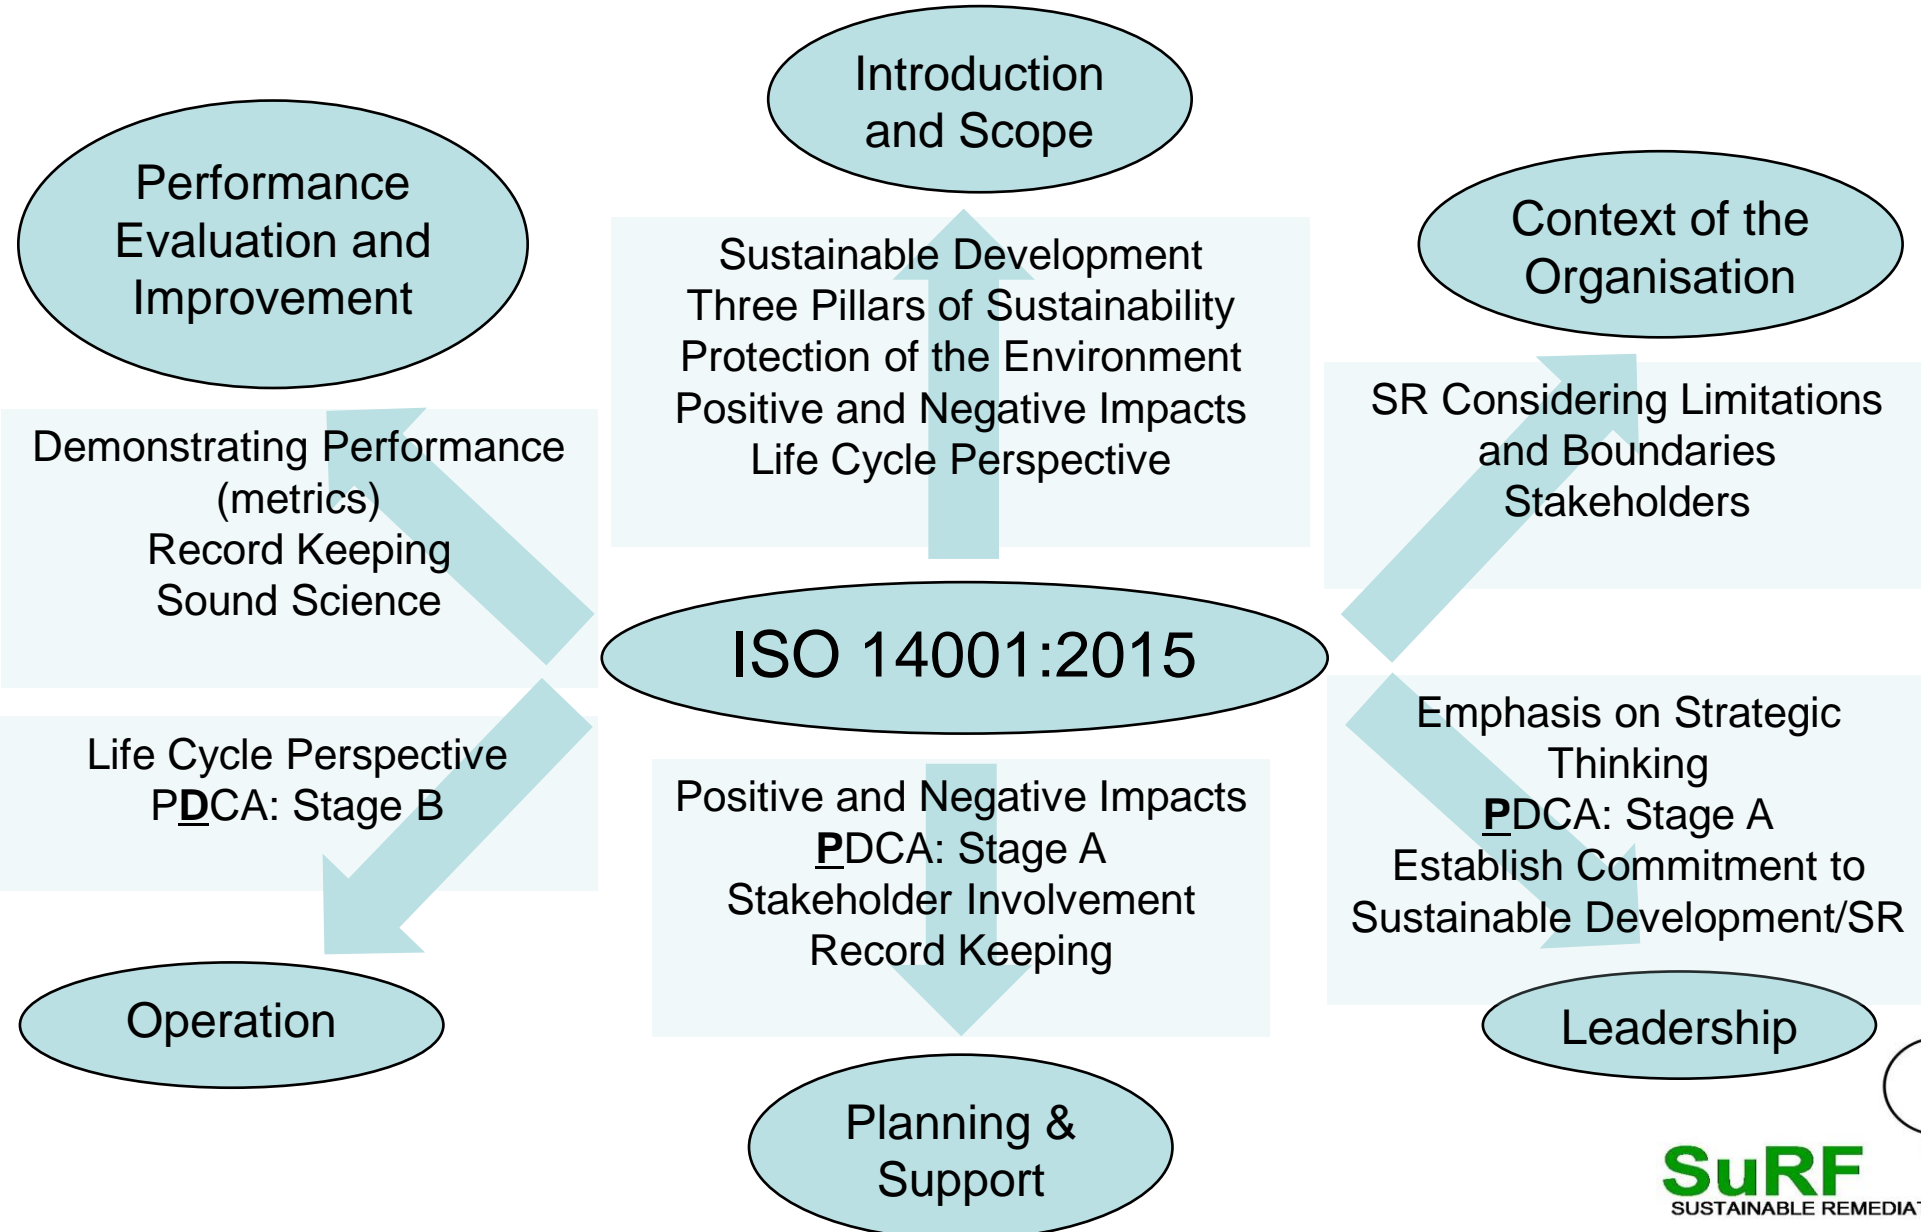 Introduction
and Scope
Performance
Evaluation and
Improvement
Context of the
Organisation
Sustainable Development
Three Pillars of Sustainability
Protection of the Environment
Positive and Negative Impacts
Life Cycle Perspective
SR Considering Limitations
and Boundaries
Stakeholders
Demonstrating Performance
(metrics)
Record Keeping
Sound Science
ISO 14001:2015
Life Cycle Perspective
PDCA: Stage B
Positive and Negative Impacts
PDCA: Stage A
Stakeholder Involvement
Record Keeping
Emphasis on Strategic
Thinking
PDCA: Stage A
Establish Commitment to
Sustainable Development/SR
Operation
Leadership
Planning &
Support
SuRF
SUSTAINABLE